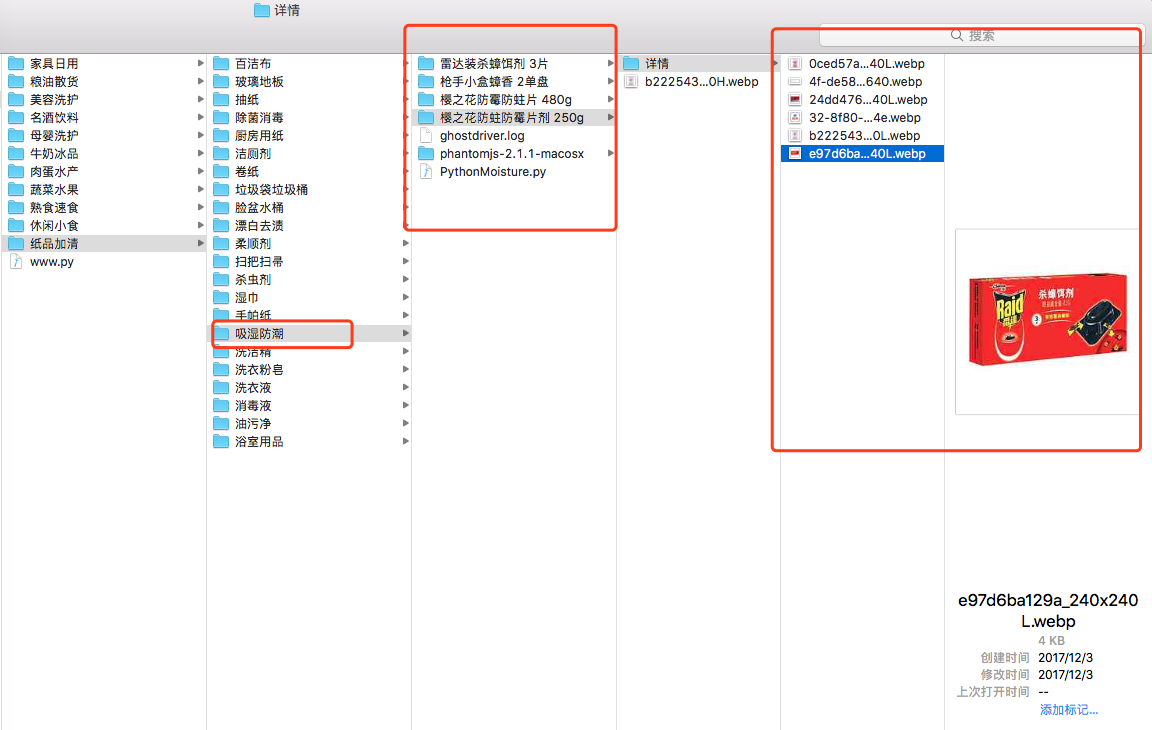 详情
搜索
家具日用
粮油散货
美容洗护
名酒饮料
母婴洗护
牛奶冰品
肉蛋水产
蔬菜水果
熟食速食
休闲小食
纸品加清
www.py
百洁布
玻璃地板
抽纸
除菌消毒
厨房用纸
洁厕剂
卷纸
垃圾袋垃圾桶
脸盆水桶
漂白去渍
柔顺剂
扫把扫帚
杀虫剂
湿巾
手帕纸
吸湿防潮
洗洁精
洗衣粉皂
洗衣液
消毒液
油污净
浴室用品
雷达装杀蟑饵剂 3片
枪手小盒蟑香 2单盘
樱之花防霉防蛀片 480g
樱之花防蛀防霉片剂 250g
ghostdriver.log
phantomjs-2.1.1-macosx
PythonMoisture.py
详情
b222543...0H.webp
0ced57a...40L.webp
4f-de58...640.webp
24dd476...40L.webp
32-8f80-...4e.webp
b222543...0L.webp
e97d6ba...40L.webp
Raid
杀蟑饵剂
3
e97d6ba129a_240x240
L.webp
4 KB
创建时间 2017/12/3
修改时间 2017/12/3
上次打开时间 --
添加标记...